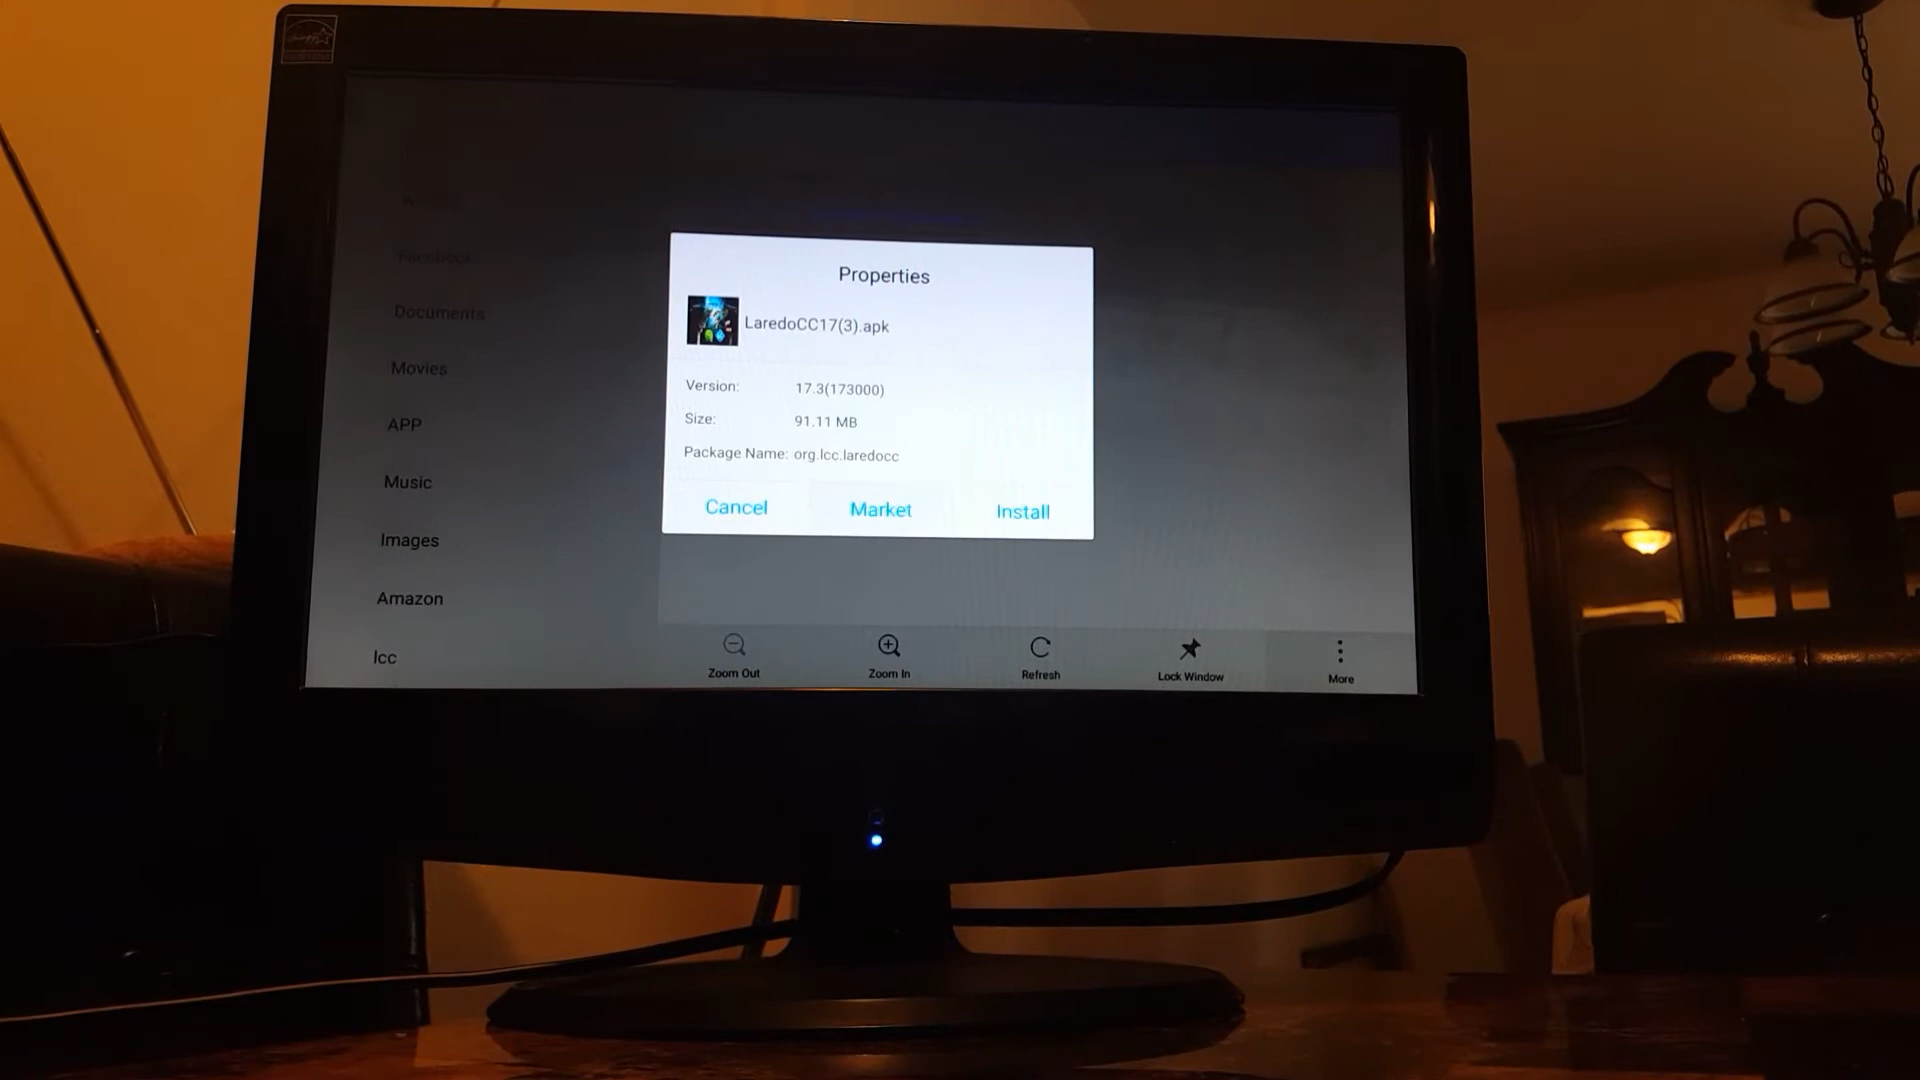 Facebook
Documents
Movies
APP
Music
Images
Amazon
lcc
Properties
LaredoCC17(3).apk
Version: 17.3(173000)
Size: 91.11 MB
Package Name: org.lcc.laredocc
Cancel Market Install
Zoom Out Zoom In Refresh Lock Window More